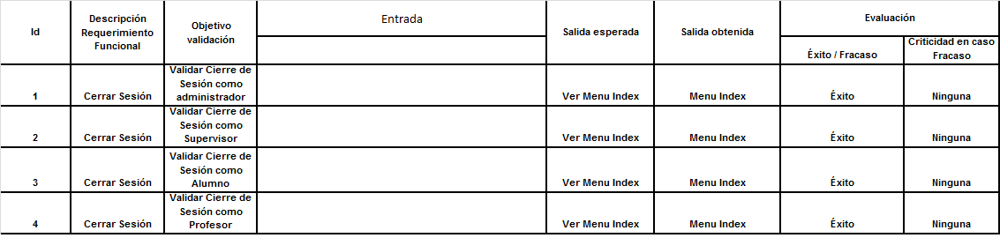 Id
Descripción
Requerimiento
Funcional
Objetivo
validación
Entrada
Salida esperada
Salida obtenida
Evaluación
Éxito / Fracaso
Criticidad en caso
Fracaso
1
Cerrar Sesión
Validar Cierre de
Sesión como
administrador
Ver Menu Index
Menu Index
Éxito
Ninguna
2
Cerrar Sesión
Validar Cierre de
Sesión como
Supervisor
Ver Menu Index
Menu Index
Éxito
Ninguna
3
Cerrar Sesión
Validar Cierre de
Sesión como
Alumno
Ver Menu Index
Menu Index
Éxito
Ninguna
4
Cerrar Sesión
Validar Cierre de
Sesión como
Profesor
Ver Menu Index
Menu Index
Éxito
Ninguna